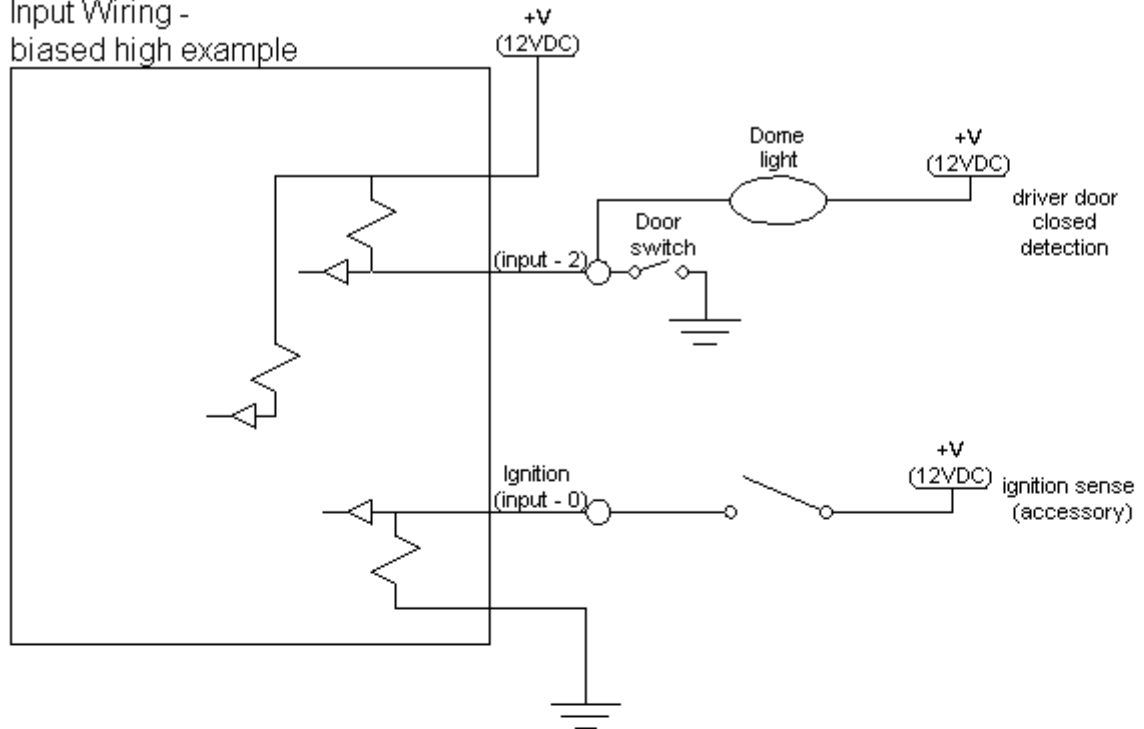 Input Wiring -
biased high example
+V
(12VDC)
Dome
light
+V
(12VDC)
driver door
closed
detection
Door
switch
(input - 2)
+V
(12VDC)
ignition sense
(accessory)
Ignition
(input - 0)